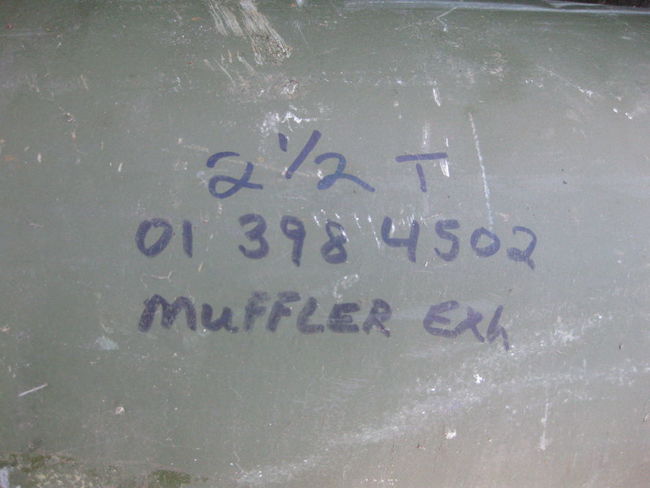 2 1/2 T
01 398 4502
MUFFLER Exh